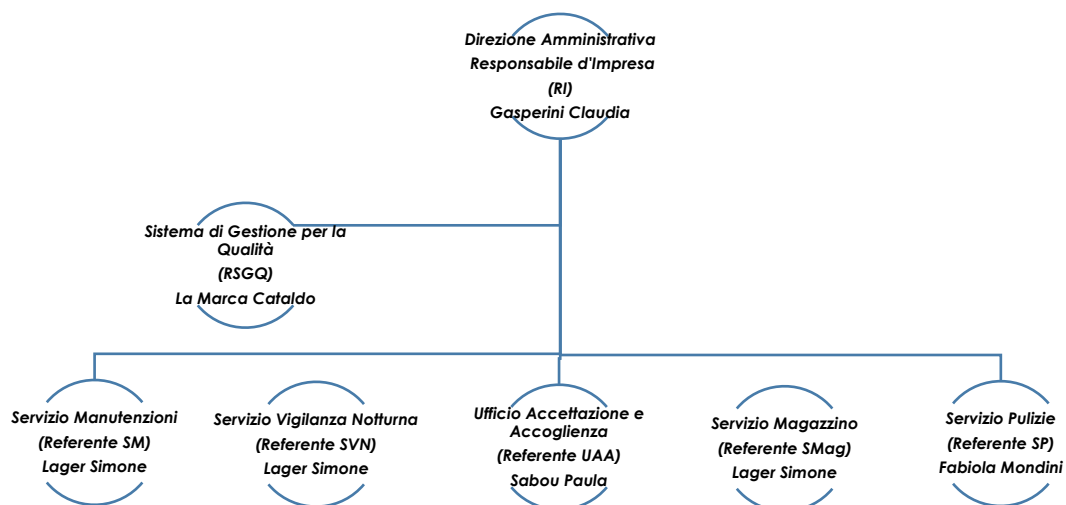 Direzione Amministrativa
Responsabile d'Impresa
(RI)
Gasperini Claudia
Sistema di Gestione per la
Qualità
(RSGQ)
La Marca Cataldo
Servizio Manutenzioni
(Referente SM)
Lager Simone
Servizio Vigilanza Notturna
(Referente SVN)
Lager Simone
Ufficio Accettazione e
Accoglienza
(Referente UAA)
Sabou Paula
Servizio Magazzino
(Referente SMag)
Lager Simone
Servizio Pulizie
(Referente SP)
Fabiola Mondini